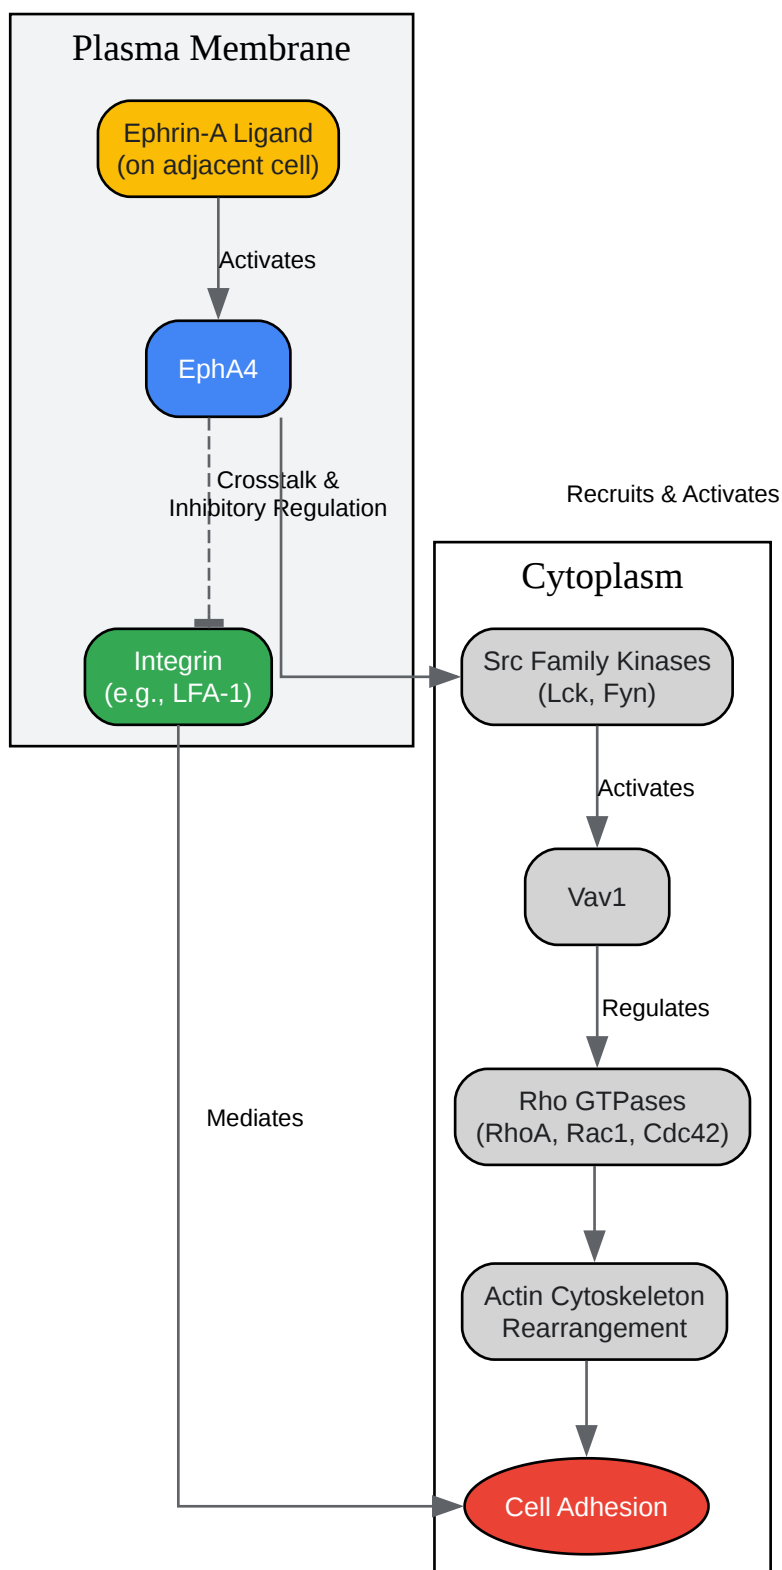 Plasma Membrane
Ephrin-A Ligand
(on adjacent cell)
Activates
EphA4
Crosstalk &
Inhibitory Regulation
Recruits & Activates
Cytoplasm
Integrin
(e.g., LFA-1)
Src Family Kinases
(Lck, Fyn)
Activates
Vav1
Regulates
Rho GTPases
(RhoA, Rac1, Cdc42)
Mediates
Actin Cytoskeleton
Rearrangement
Cell Adhesion